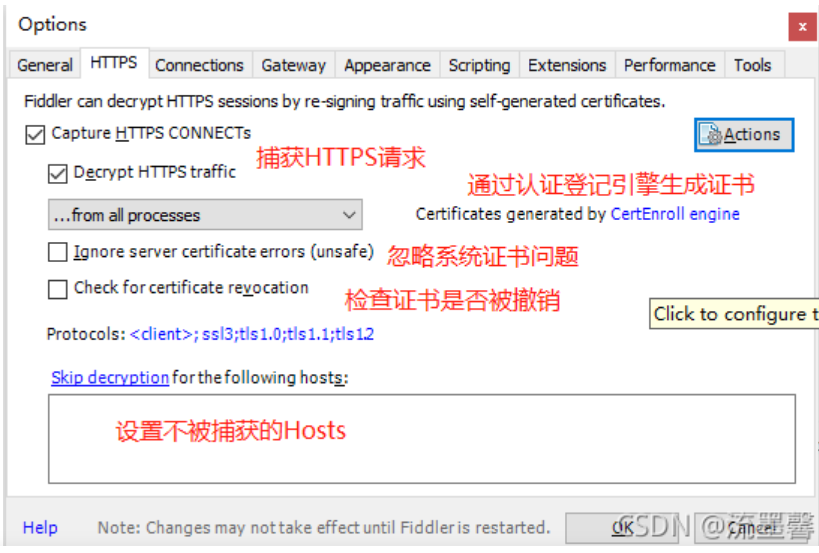 Options
x
General HTTPS Connections Gateway Appearance Scripting Extensions Performance Tools
Fiddler can decrypt HTTPS sessions by re-signing traffic using self-generated certificates.
Capture HTTPS CONNECTs
Actions
捕获HTTPS请求
Decrypt HTTPS traffic
通过认证登记引擎生成证书
...from all processes
Certificates generated by CertEnroll engine
Ignore server certificate errors (unsafe)
忽略系统证书问题
Check for certificate revocation
检查证书是否被撤销
Click to configure t
Protocols: <client>; ssl3;tls1.0;tls1.1;tls1.2
Skip decryption for the following hosts:
设置不被捕获的Hosts
Help Note: Changes may not take effect until Fiddler is restarted. OK Cancel
CSDN @流墨馨